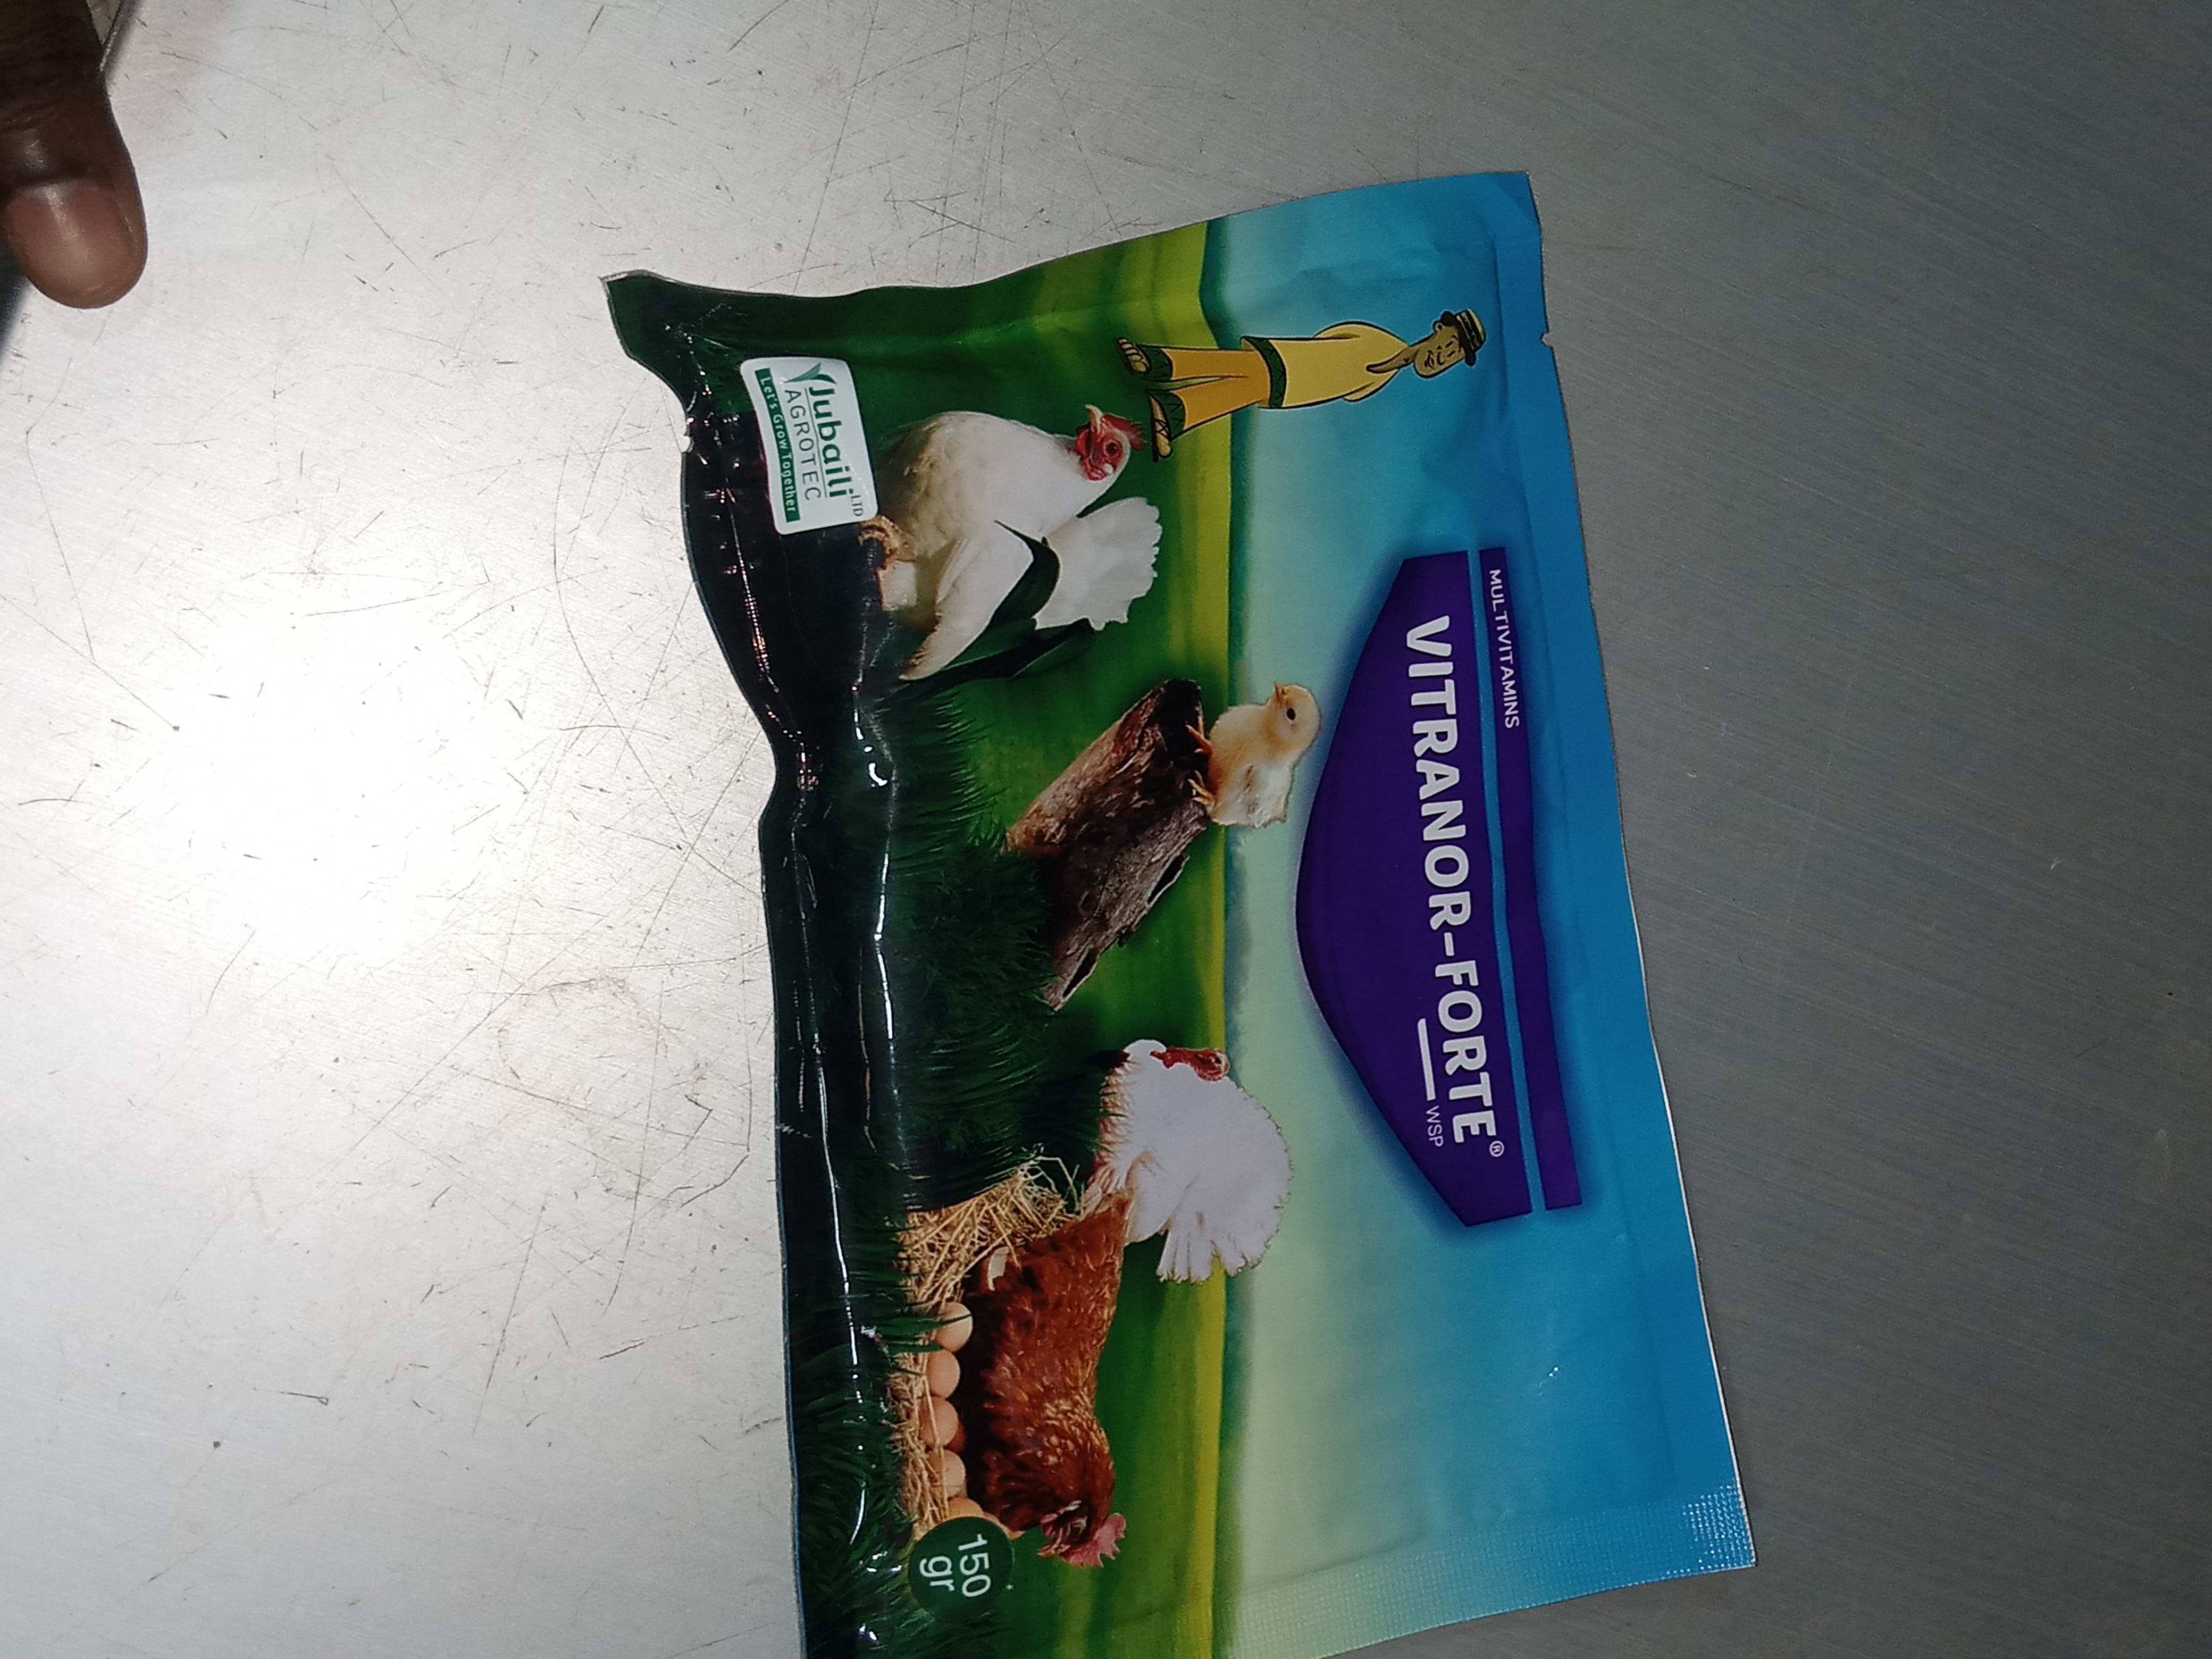 MULTIVITAMINS
VITRANOR-FORTE®
WSP
Jubaili LTD
AGROTEC
Let's Grow Together
150
gr